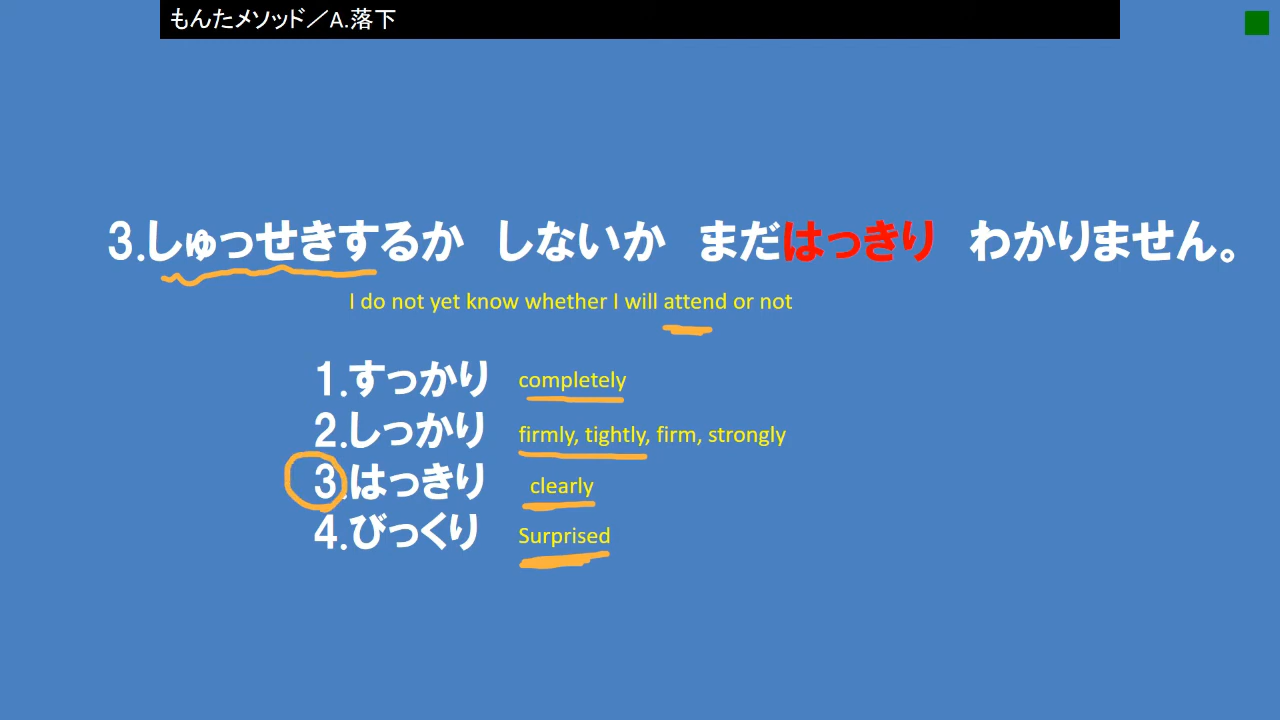 もんたメソッド／A.落下
3.しゅっせきするか　しないか　まだはっきり　わかりません。
I do not yet know whether I will attend or not
1.すっかり completely
2.しっかり firmly, tightly, firm, strongly
3.はっきり clearly
4.びっくり Surprised